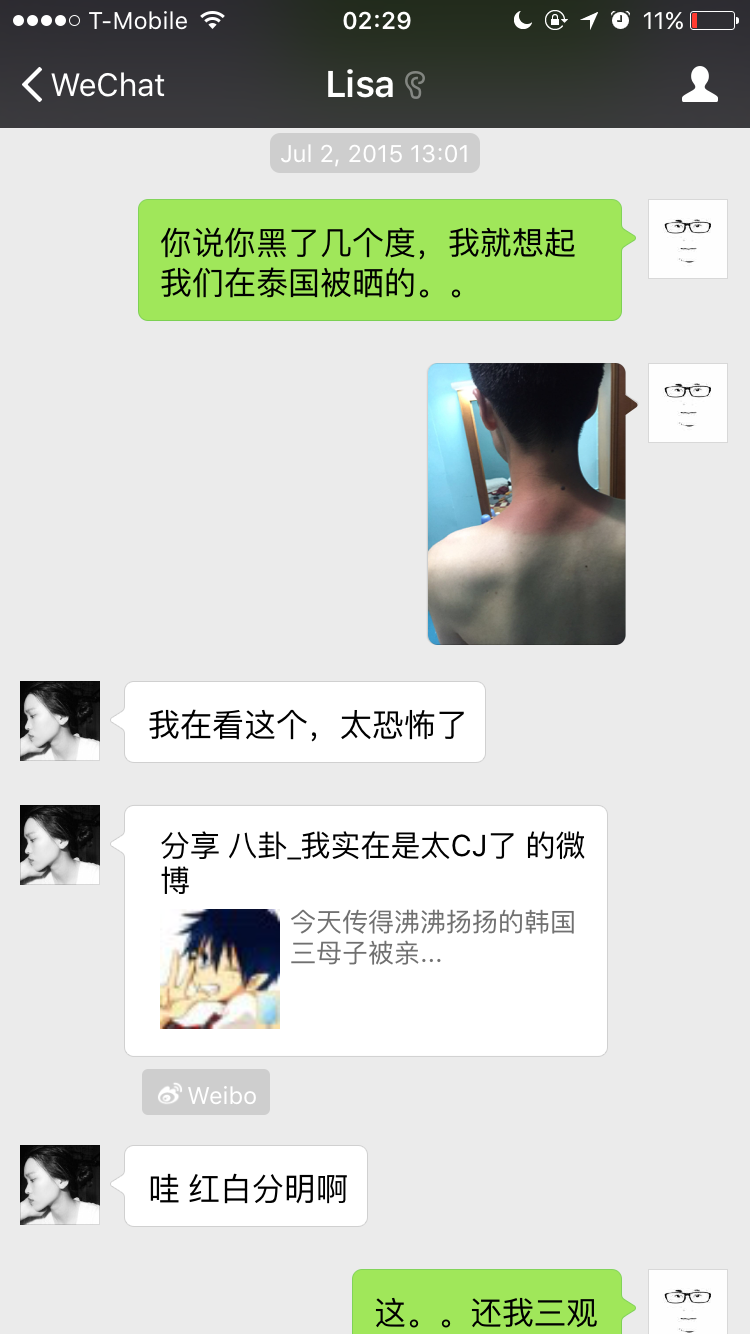 T-Mobile 02:29 11%
WeChat Lisa
Jul 2, 2015 13:01
你说你黑了几个度，我就想起
我们在泰国被晒的。。
我在看这个，太恐怖了
分享 八卦_我实在是太CJ了 的微
博
今天传得沸沸扬扬的韩国
三母子被亲...
Weibo
哇 红白分明啊
这。。还我三观